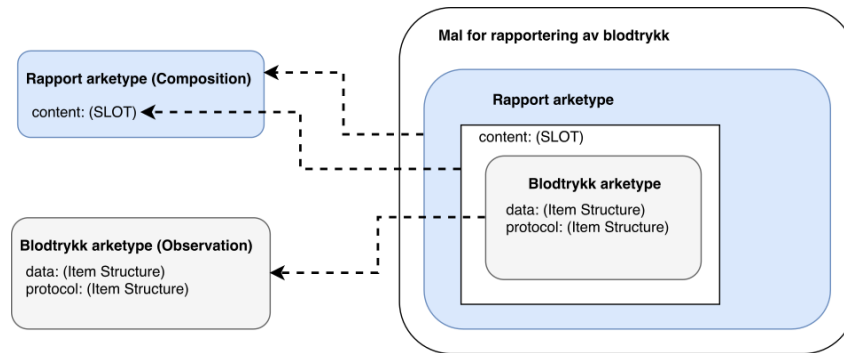 Mal for rapportering av blodtrykk
Rapport arketype (Composition)
content: (SLOT)
Rapport arketype
content: (SLOT)
Blodtrykk arketype
data: (Item Structure)
protocol: (Item Structure)
Blodtrykk arketype (Observation)
data: (Item Structure)
protocol: (Item Structure)